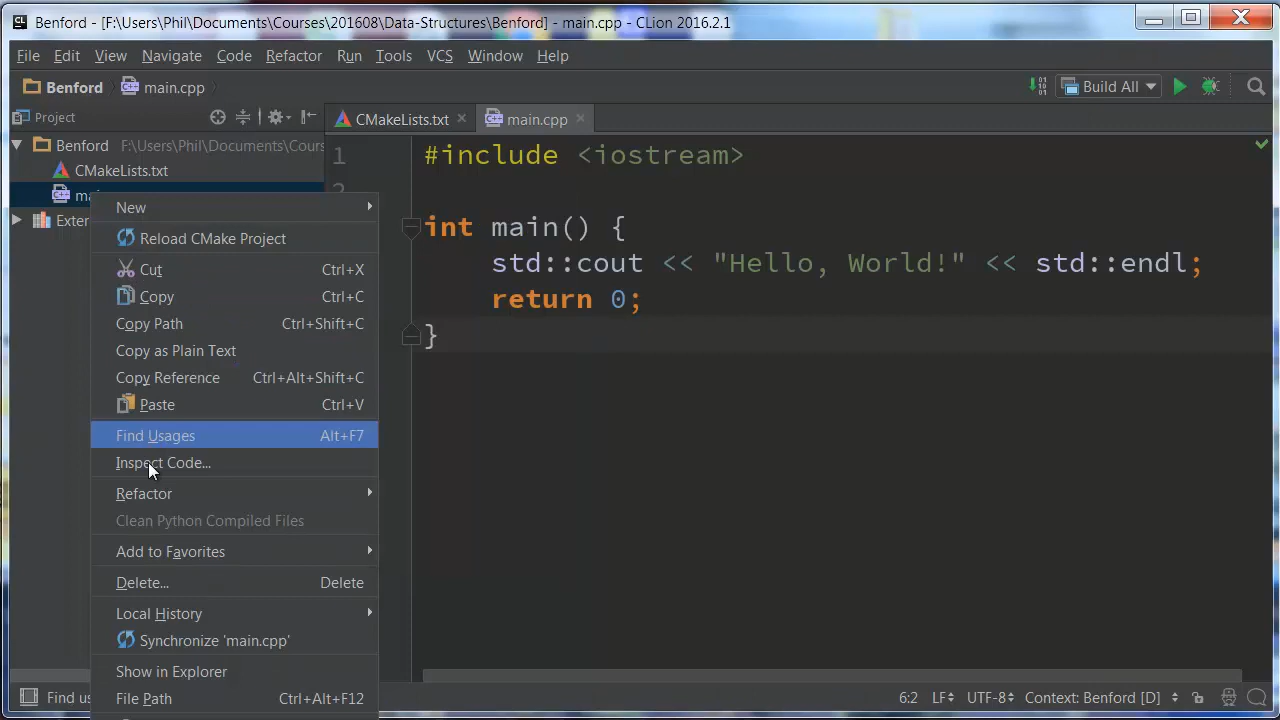 Benford - [F:\Users\Phil\Documents\Courses\201608\Data-Structures\Benford] - main.cpp - CLion 2016.2.1
File Edit View Navigate Code Refactor Run Tools VCS Window Help
Benford main.cpp Build All
Project
CMakeLists.txt main.cpp
Benford F:\Users\Phil\Documents\Cours
CMakeLists.txt
ma
Exter
1 #include <iostream>
2
int main() {
std::cout << "Hello, World!" << std::endl;
return 0;
}
New
Reload CMake Project
Cut Ctrl+X
Copy Ctrl+C
Copy Path Ctrl+Shift+C
Copy as Plain Text
Copy Reference Ctrl+Alt+Shift+C
Paste Ctrl+V
Find Usages Alt+F7
Inspect Code...
Refactor
Clean Python Compiled Files
Add to Favorites
Delete... Delete
Local History
Synchronize 'main.cpp'
Show in Explorer
File Path Ctrl+Alt+F12
Find us 6:2 LF UTF-8 Context: Benford [D]